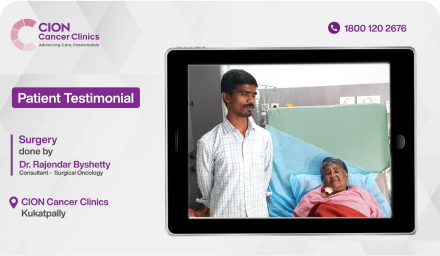 CION
Cancer Clinics
Advancing Care, Passionately
1800 120 2676
Patient Testimonial
Surgery
done by
Dr. Rajendar Byshetty
Consultant - Surgical Oncology
CION Cancer Clinics
Kukatpally